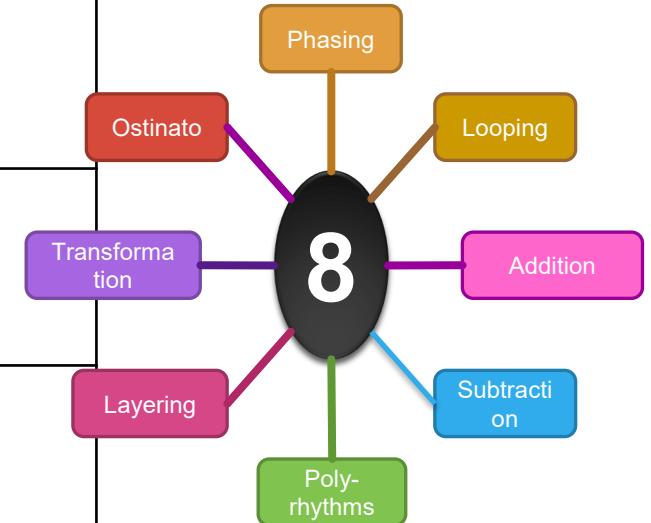 Phasing
Ostinato
Looping
8
Transforma
tion
Addition
Layering
Subtracti
on
Poly-
rhythms